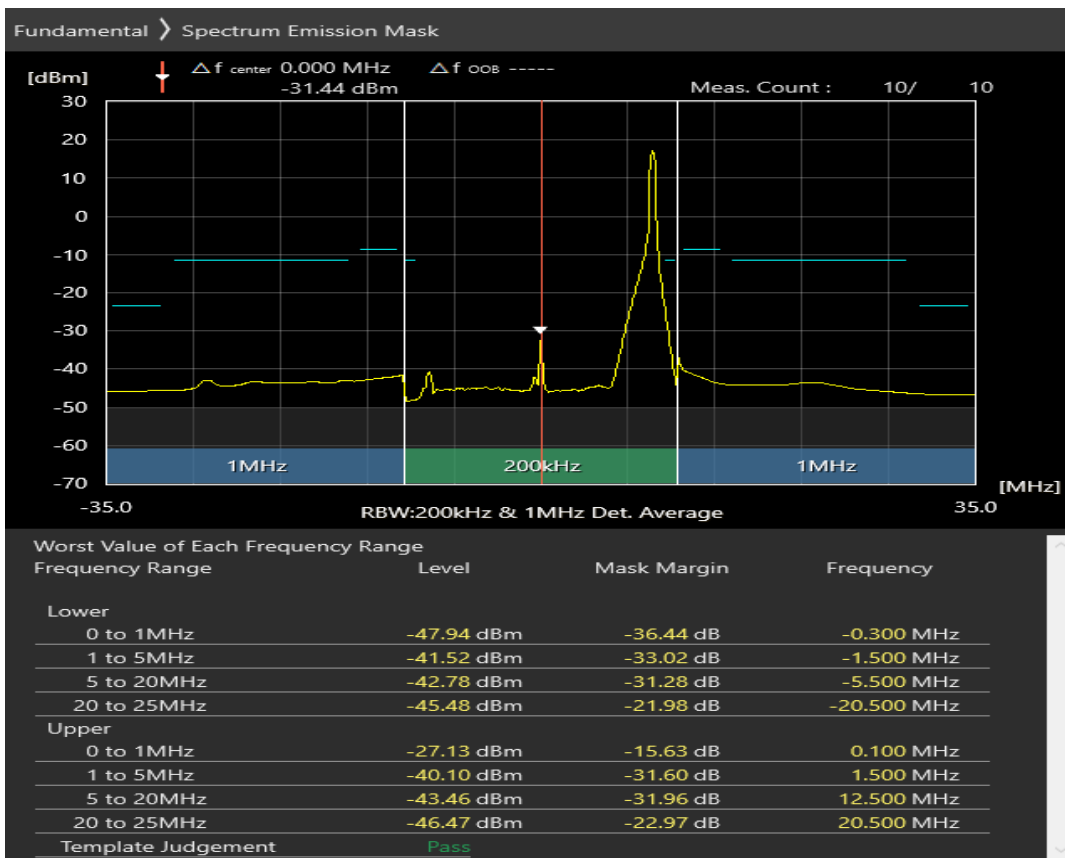 Fundamental 》 Spectrum Emission Mask
[dBm] △f center 0.000 MHz △f OOB -----
-31.44 dBm Meas. Count : 10/ 10
30
20
10
0
-10
-20
-30
-40
-50
-60
-70
1MHz 200kHz 1MHz
[MHz]
-35.0 RBW:200kHz & 1MHz Det. Average 35.0
Worst Value of Each Frequency Range
Frequency Range Level Mask Margin Frequency
Lower
0 to 1MHz -47.94 dBm -36.44 dB -0.300 MHz
1 to 5MHz -41.52 dBm -33.02 dB -1.500 MHz
5 to 20MHz -42.78 dBm -31.28 dB -5.500 MHz
20 to 25MHz -45.48 dBm -21.98 dB -20.500 MHz
Upper
0 to 1MHz -27.13 dBm -15.63 dB 0.100 MHz
1 to 5MHz -40.10 dBm -31.60 dB 1.500 MHz
5 to 20MHz -43.46 dBm -31.96 dB 12.500 MHz
20 to 25MHz -46.47 dBm -22.97 dB 20.500 MHz
Template Judgement Pass